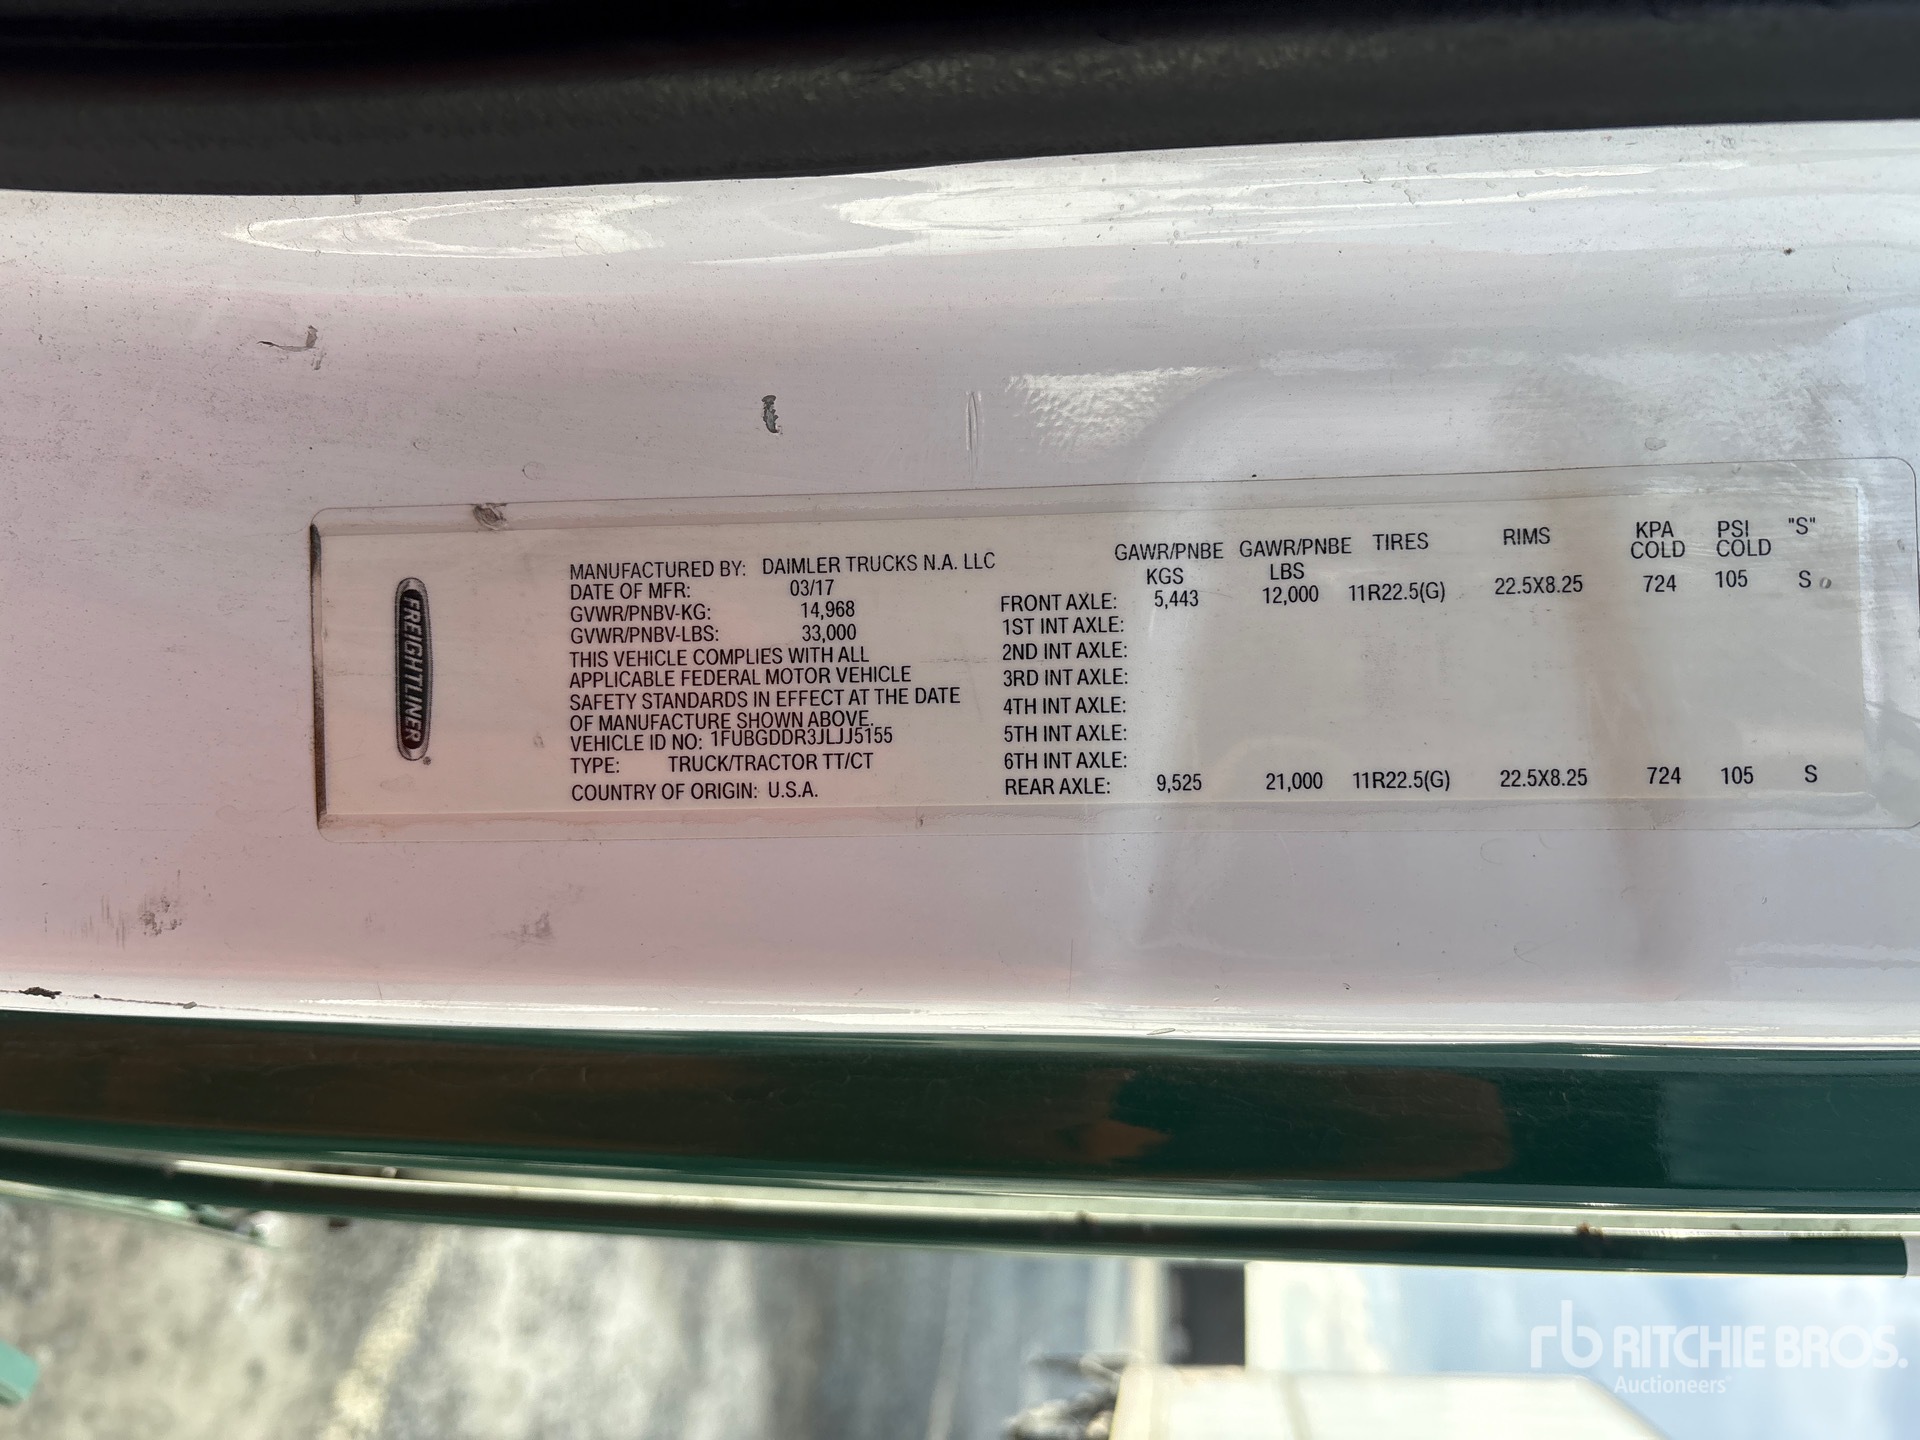 FREIGHTLINER
MANUFACTURED BY: DAIMLER TRUCKS N.A. LLC
DATE OF MFR: 03/17
GVWR/PNBV-KG: 14,968
GVWR/PNBV-LBS: 33,000
THIS VEHICLE COMPLIES WITH ALL
APPLICABLE FEDERAL MOTOR VEHICLE
SAFETY STANDARDS IN EFFECT AT THE DATE
OF MANUFACTURE SHOWN ABOVE.
VEHICLE ID NO: 1FUBGDDR3JLJJ5155
TYPE: TRUCK/TRACTOR TT/CT
COUNTRY OF ORIGIN: U.S.A.
GAWR/PNBE GAWR/PNBE TIRES RIMS KPA PSI "S"
KGS LBS COLD COLD
FRONT AXLE: 5,443 12,000 11R22.5(G) 22.5X8.25 724 105 S
1ST INT AXLE:
2ND INT AXLE:
3RD INT AXLE:
4TH INT AXLE:
5TH INT AXLE:
6TH INT AXLE:
REAR AXLE: 9,525 21,000 11R22.5(G) 22.5X8.25 724 105 S
rb RITCHIE BROS.
Auctioneers